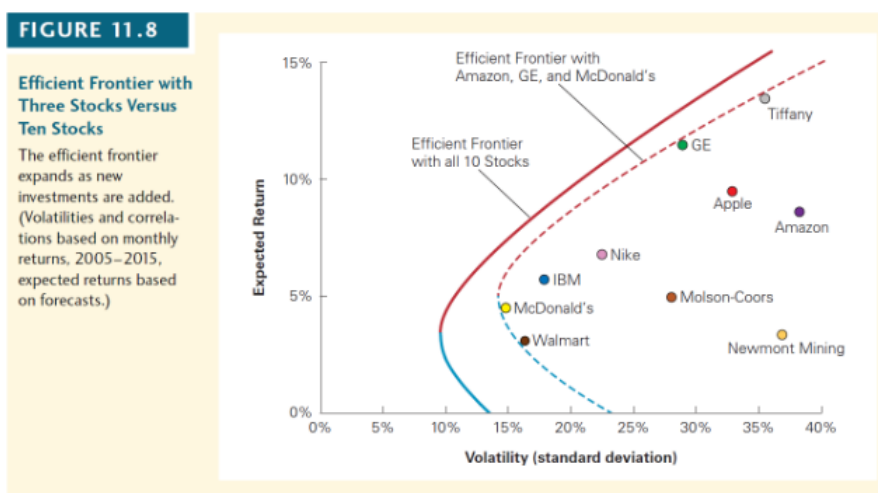 FIGURE 11.8
Efficient Frontier with
Three Stocks Versus
Ten Stocks
The efficient frontier
expands as new
investments are added.
(Volatilities and correla-
tions based on monthly
returns, 2005–2015,
expected returns based
on forecasts.)
Expected Return
15%
10%
5%
0%
Efficient Frontier with
Amazon, GE, and McDonald's
Efficient Frontier
with all 10 Stocks
Tiffany
GE
Apple
Amazon
Nike
IBM
Molson-Coors
McDonald's
Walmart
Newmont Mining
0%
5%
10%
15%
20%
25%
30%
35%
40%
Volatility (standard deviation)